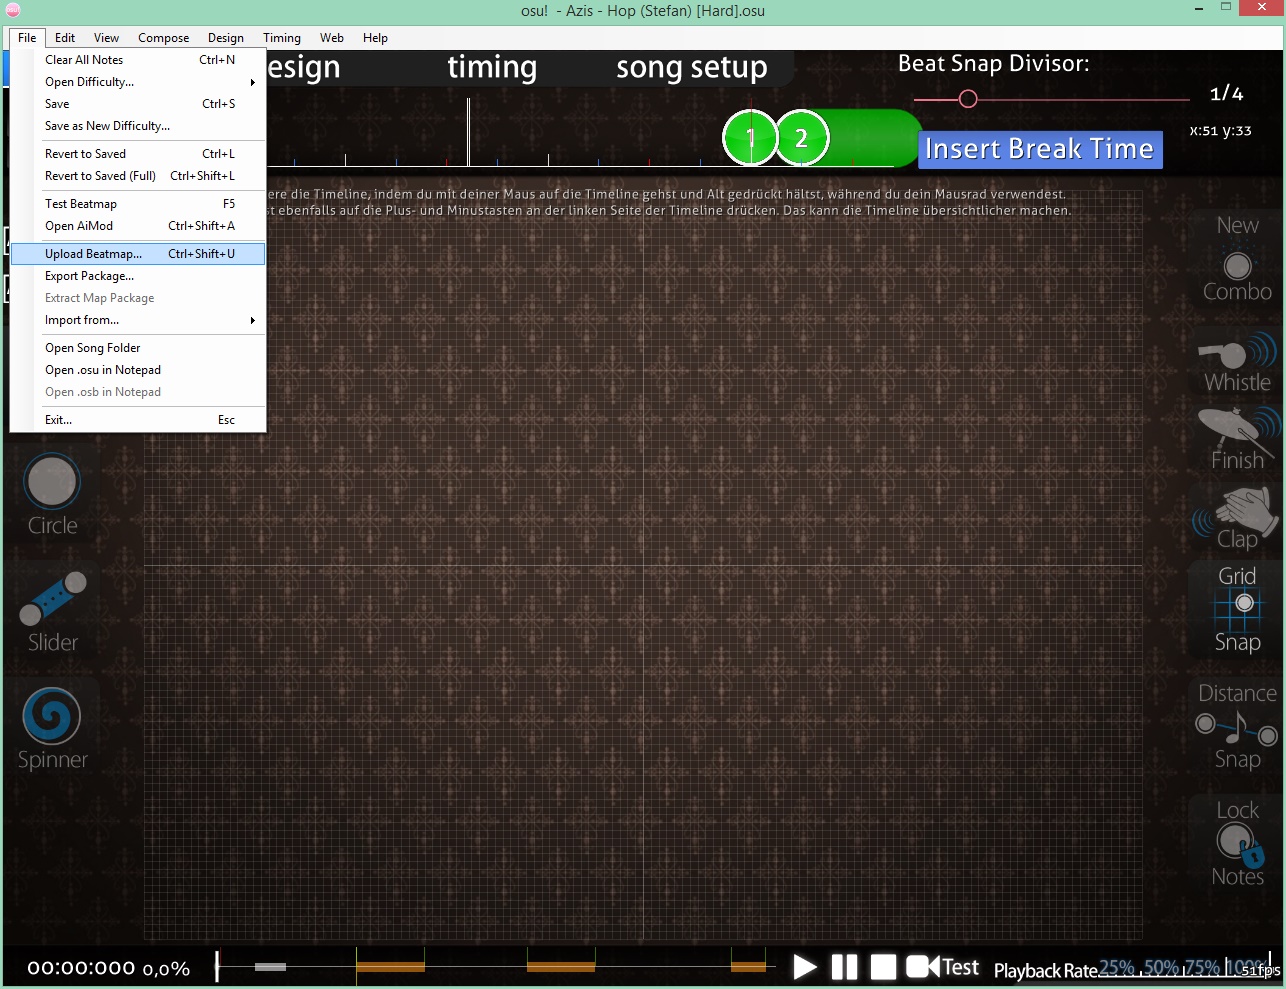 osu!
osu! - Azis - Hop (Stefan) [Hard].osu
File Edit View Compose Design Timing Web Help
Clear All Notes Ctrl+N
Open Difficulty...
Save Ctrl+S
Save as New Difficulty...
Revert to Saved Ctrl+L
Revert to Saved (Full) Ctrl+Shift+L
Test Beatmap F5
Open AiMod Ctrl+Shift+A
Upload Beatmap... Ctrl+Shift+U
Export Package...
Extract Map Package
Import from...
Open Song Folder
Open .osu in Notepad
Open .osb in Notepad
Exit... Esc
esign timing song setup
Beat Snap Divisor:
1/4
x:51 y:33
1 2
Insert Break Time
ere die Timeline, indem du mit deiner Maus auf die Timeline gehst und Alt gedrückt hältst, während du dein Mausrad verwendest.
st ebenfalls auf die Plus- und Minustasten an der linken Seite der Timeline drücken. Das kann die Timeline übersichtlicher machen.
Circle
Slider
Spinner
New
Combo
Whistle
Finish
Clap
Grid
Snap
Distance
Snap
Lock
Notes
00:00:000 0,0%
Test
Playback Rate 25% 50% 75% 100%
51fps